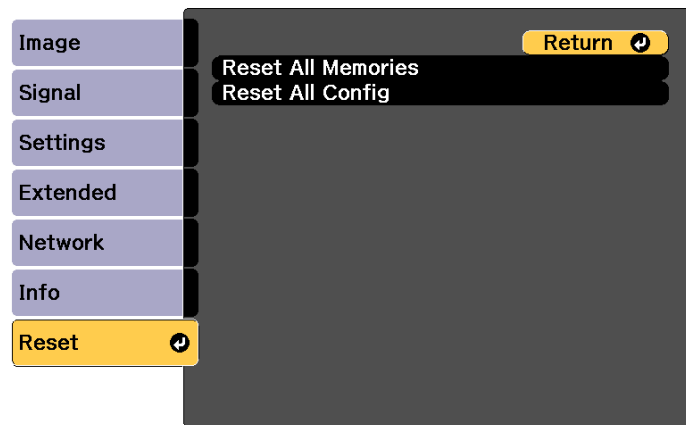 Image
Signal
Settings
Extended
Network
Info
Reset
Return
Reset All Memories
Reset All Config